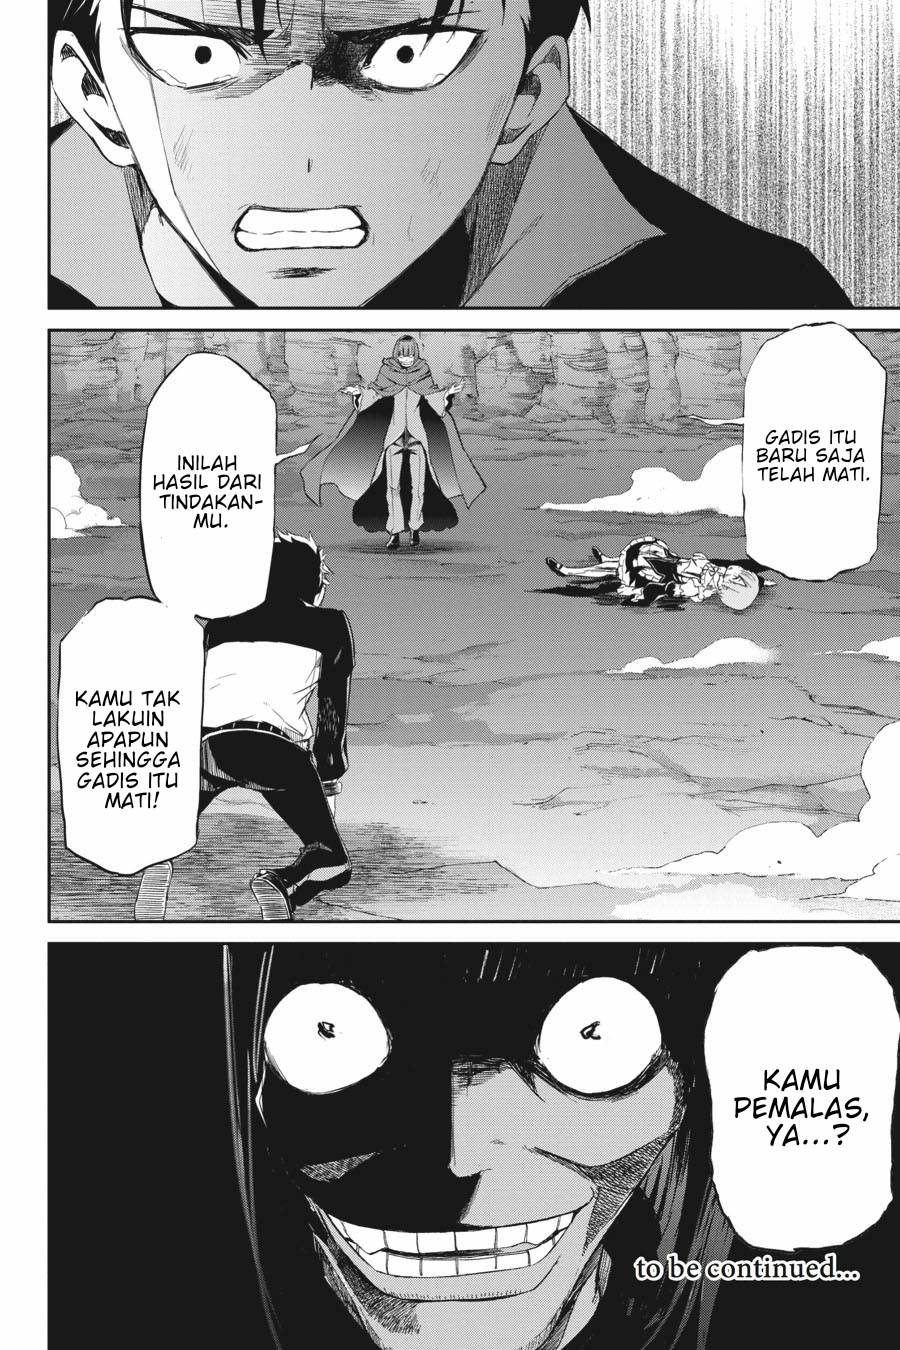 GADIS ITU
BARU SAJA
TELAH MATI.
INILAH
HASIL DARI
TINDAKAN-
MU.
KAMU TAK
LAKUIN
APAPUN
SEHINGGA
GADIS ITU
MATI!
KAMU
PEMALAS,
YA...?
to be continued...